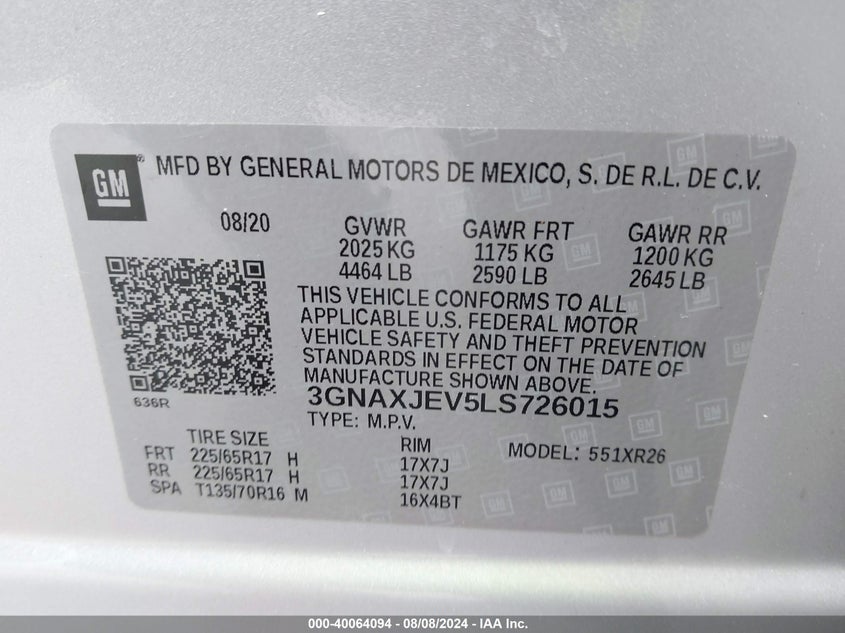 GM® MFD BY GENERAL MOTORS DE MEXICO, S. DE R.L. DE C.V.
08/20 GVWR GAWR FRT GAWR RR
2025 KG 1175 KG 1200 KG
4464 LB 2590 LB 2645 LB
THIS VEHICLE CONFORMS TO ALL
APPLICABLE U.S. FEDERAL MOTOR
VEHICLE SAFETY AND THEFT PREVENTION
STANDARDS IN EFFECT ON THE DATE OF
MANUFACTURE SHOWN ABOVE.
636R
3GNAXJEV5LS726015
TYPE: M.P.V.
TIRE SIZE RIM MODEL: 551XR26
FRT 225/65R17 H 17X7J
RR 225/65R17 H 17X7J
SPA T135/70R16 M 16X4BT
000-40064094 - 08/08/2024 - IAA Inc.